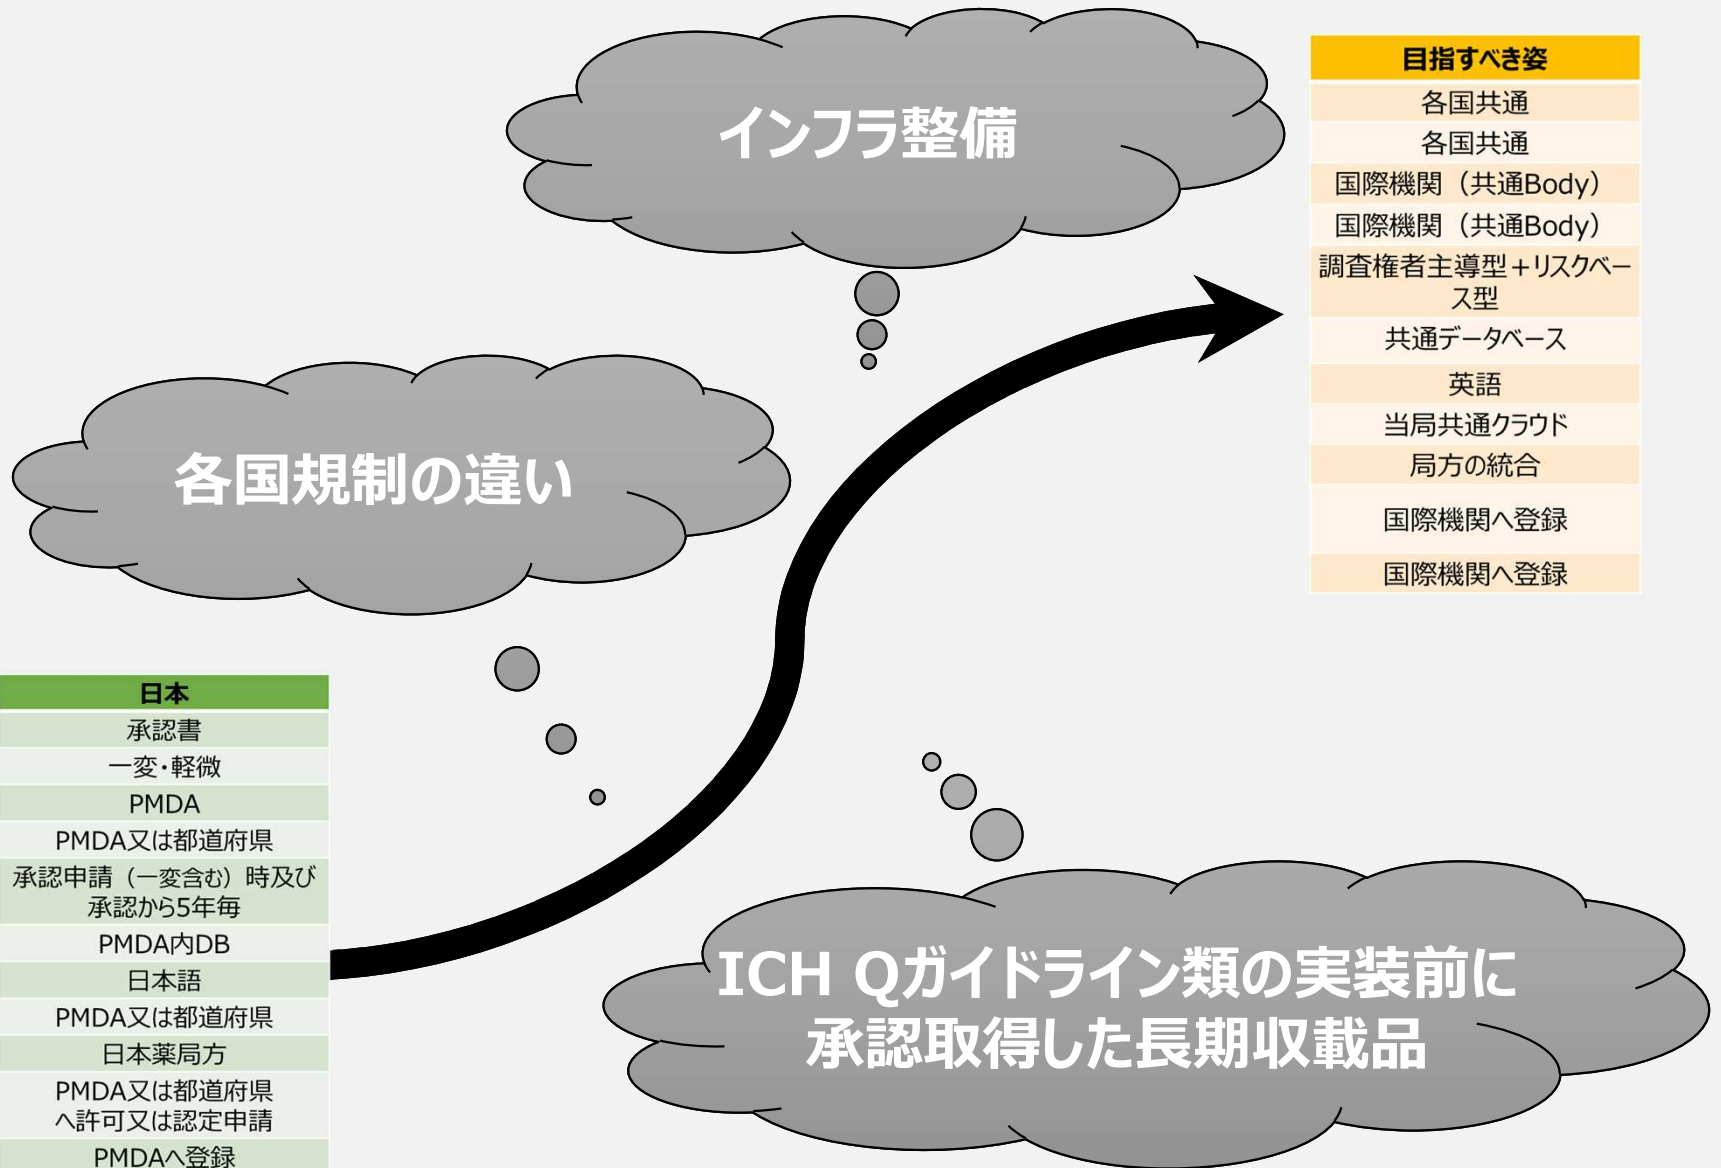 インフラ整備
目指すべき姿
各国共通
各国共通
国際機関（共通Body）
国際機関（共通Body）
調査権者主導型＋リスクベー
ス型
共通データベース
英語
当局共通クラウド
局方の統合
国際機関へ登録
国際機関へ登録
各国規制の違い
日本
承認書
一変・軽微
PMDA
PMDA又は都道府県
承認申請（一変含む）時及び
承認から5年毎
PMDA内DB
日本語
PMDA又は都道府県
日本薬局方
PMDA又は都道府県
へ許可又は認定申請
PMDAへ登録
ICH Qガイドライン類の実装前に
承認取得した長期収載品